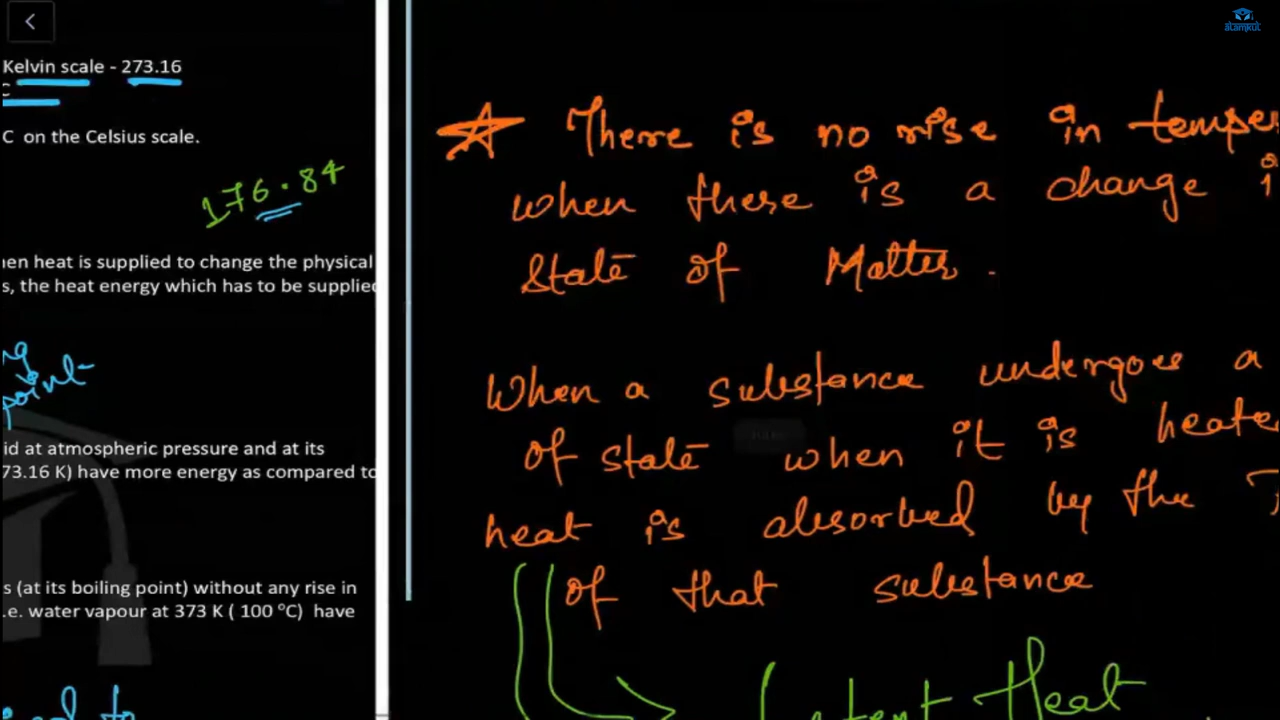 Kelvin scale - 273.16
C
C on the Celsius scale.
176.84
hen heat is supplied to change the physical
s, the heat energy which has to be supplied
ng
point
id at atmospheric pressure and at its
73.16 K) have more energy as compared to
s (at its boiling point) without any rise in
.e. water vapour at 373 K ( 100 °C) have
to
atamkul
There is no rise in temper
when there is a change i
State of Matter .
When a substance undergoes a
of state when it is heate
heat is absorbed by the
of that substance
Latent Heat